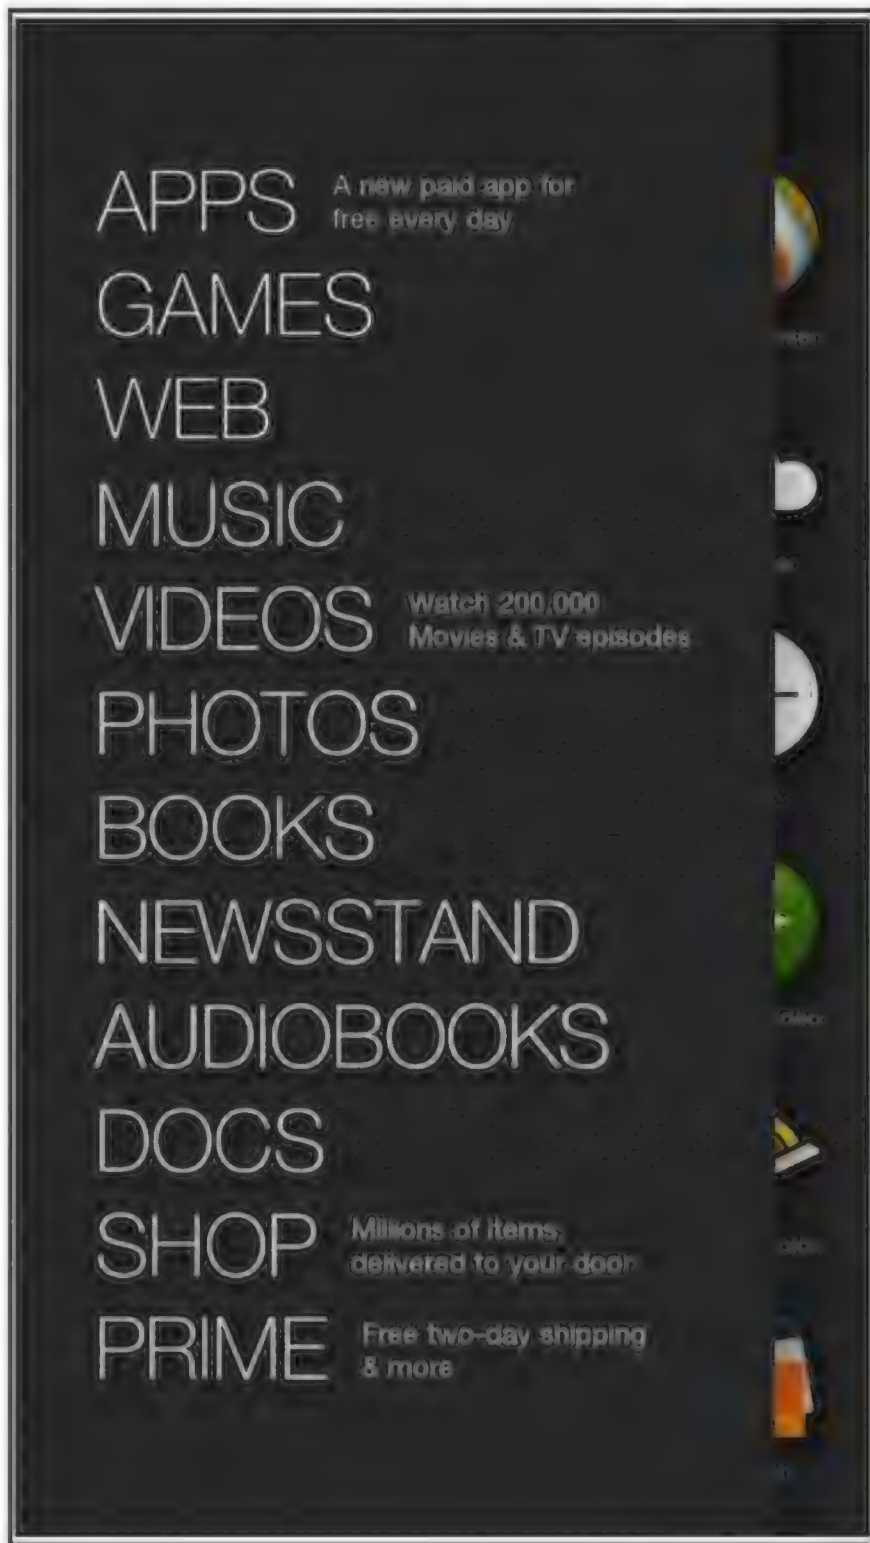 APPS
A new paid app for
free every day
GAMES
WEB
MUSIC
VIDEOS
Watch 200,000
Movies & TV episodes
PHOTOS
BOOKS
NEWSSTAND
AUDIOBOOKS
DOCS
SHOP
Millions of items,
delivered to your door
PRIME
Free two-day shipping
& more